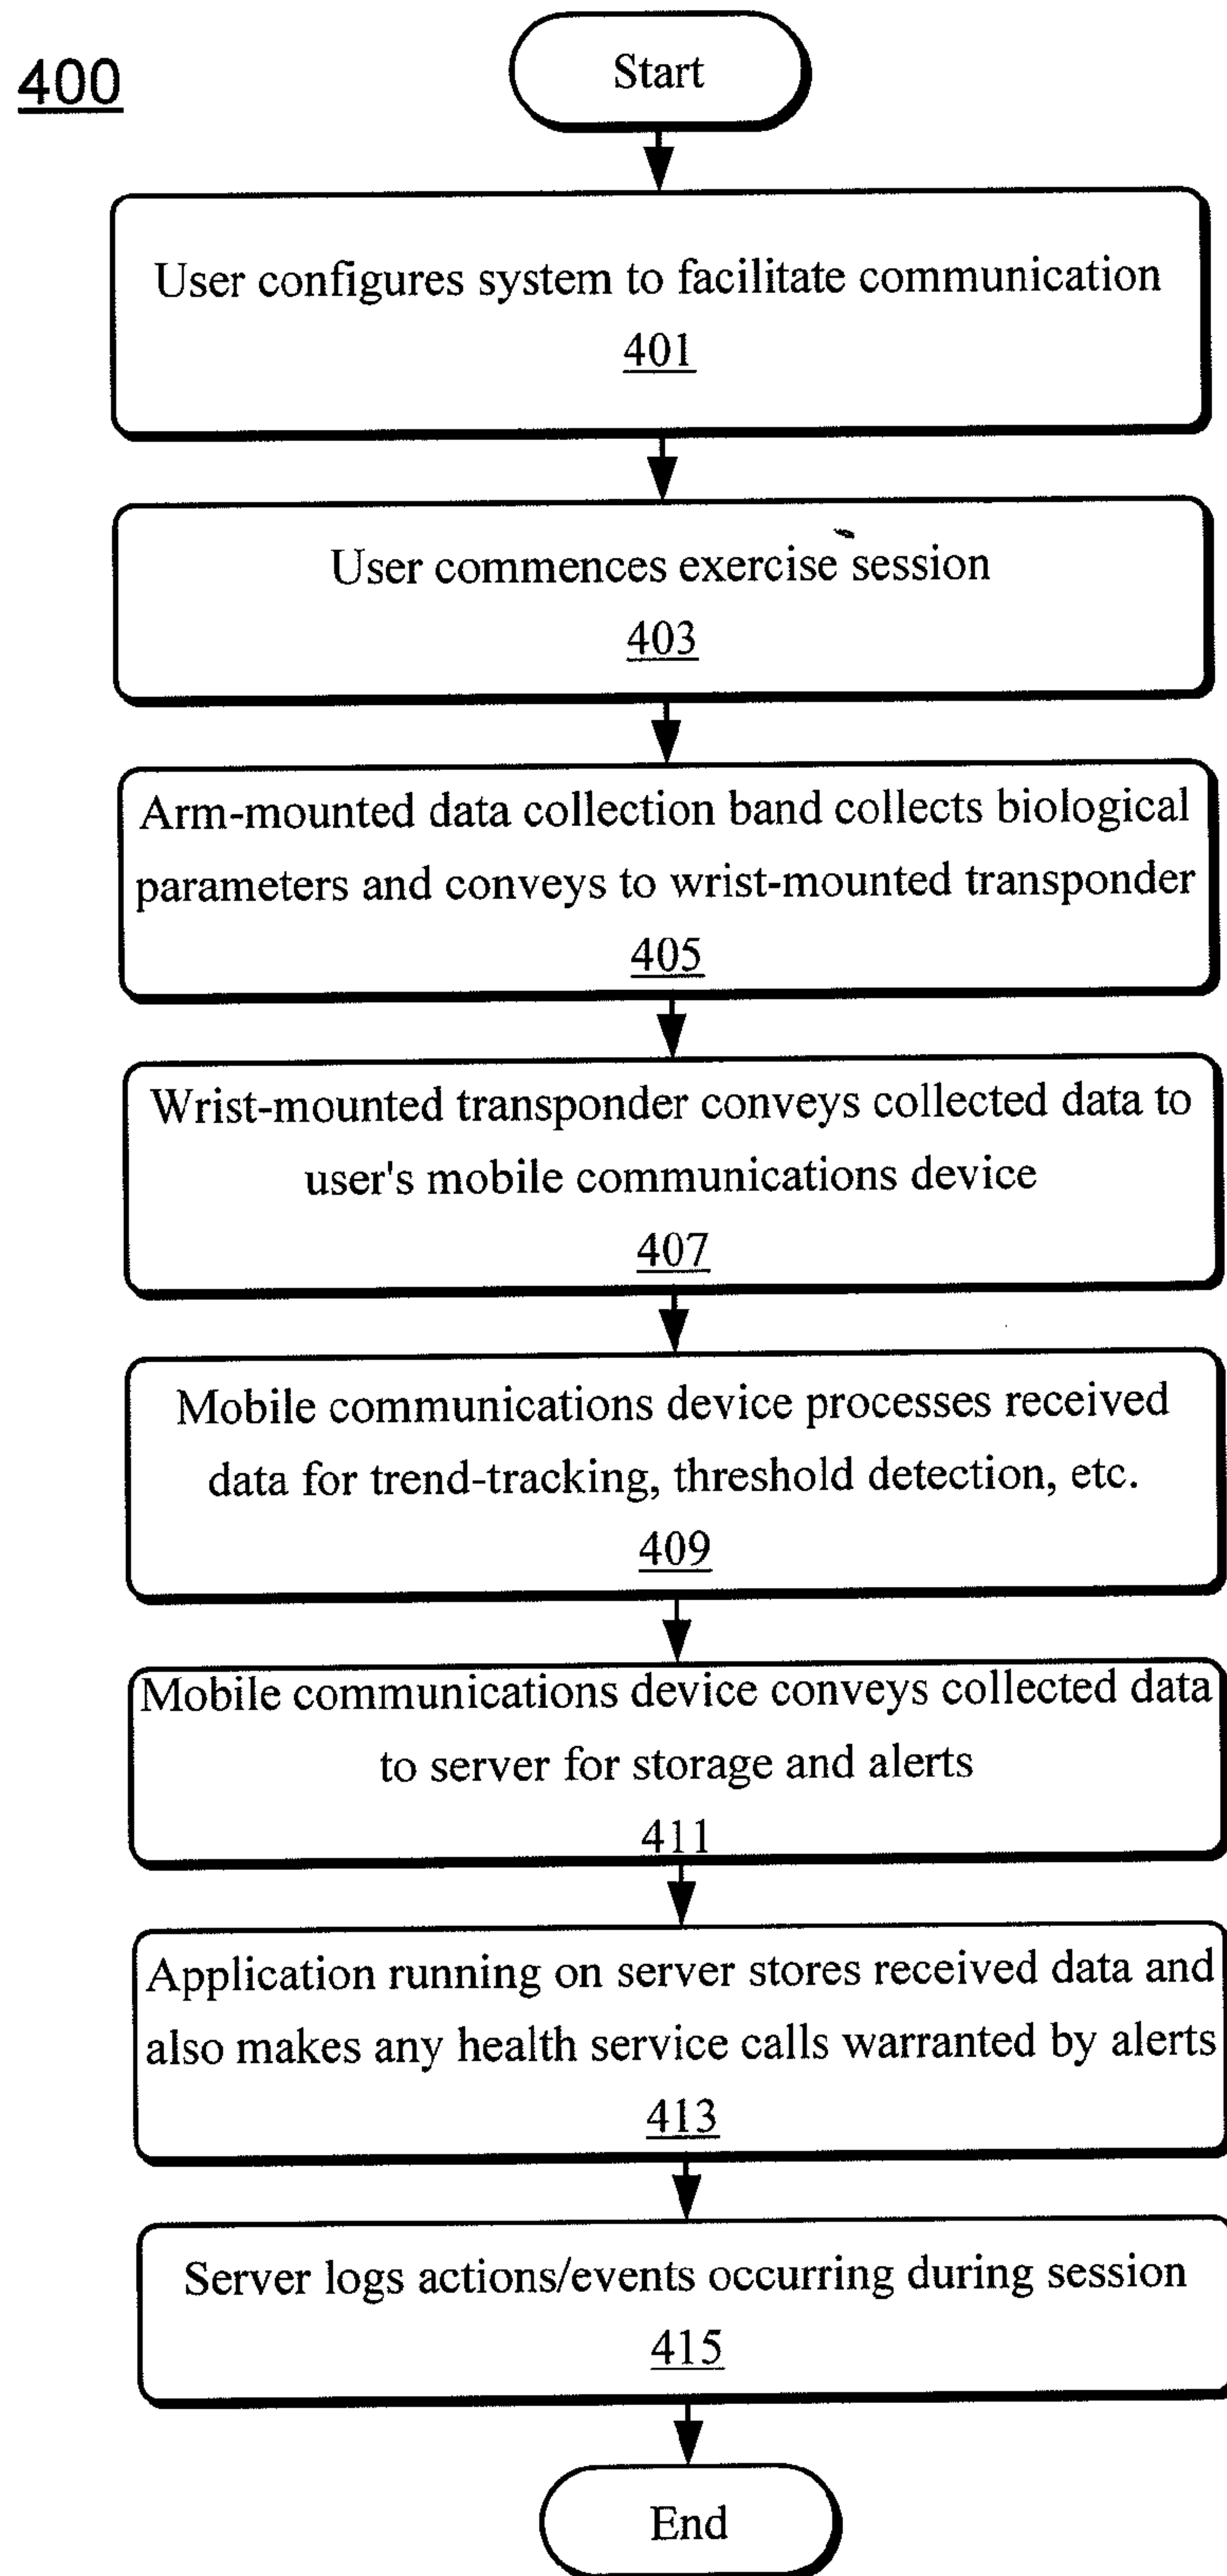 400
Start
User configures system to facilitate communication
401
User commences exercise session
403
Arm-mounted data collection band collects biological
parameters and conveys to wrist-mounted transponder
405
Wrist-mounted transponder conveys collected data to
user's mobile communications device
407
Mobile communications device processes received
data for trend-tracking, threshold detection, etc.
409
Mobile communications device conveys collected data
to server for storage and alerts
411
Application running on server stores received data and
also makes any health service calls warranted by alerts
413
Server logs actions/events occurring during session
415
End